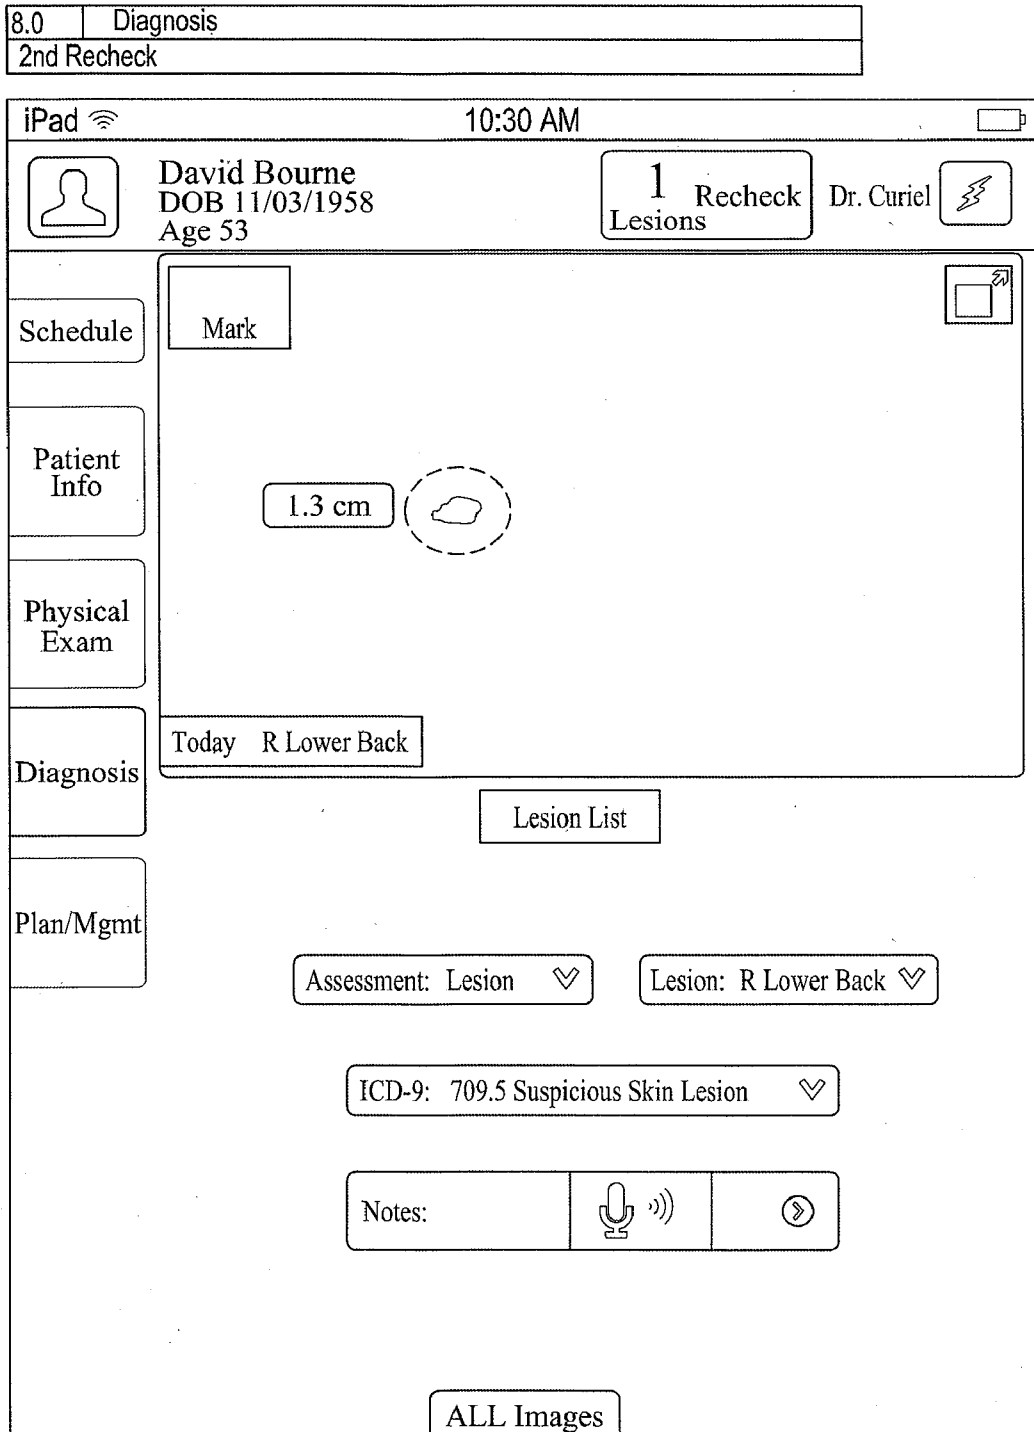 8.0 Diagnosis
2nd Recheck
iPad 10:30 AM
David Bourne
DOB 11/03/1958
Age 53
1 Recheck
Lesions
Dr. Curiel
Schedule
Mark
Patient
Info
1.3 cm
Physical
Exam
Today R Lower Back
Diagnosis
Lesion List
Plan/Mgmt
Assessment: Lesion
Lesion: R Lower Back
ICD-9: 709.5 Suspicious Skin Lesion
Notes:
ALL Images